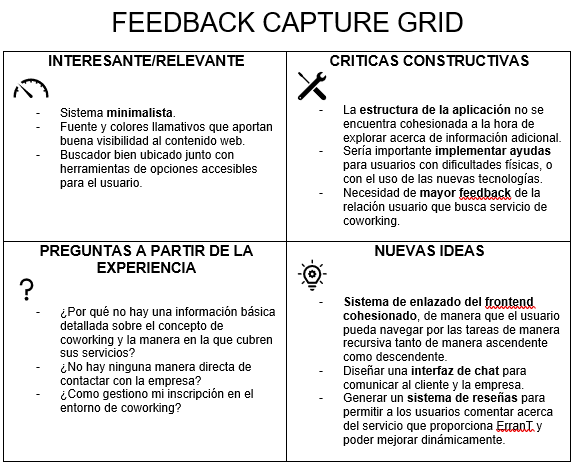 FEEDBACK CAPTURE GRID
INTERESANTE/RELEVANTE
- Sistema minimalista.
- Fuente y colores llamativos que aportan
buena visibilidad al contenido web.
- Buscador bien ubicado junto con
herramientas de opciones accesibles
para el usuario.
CRITICAS CONSTRUCTIVAS
- La estructura de la aplicación no se
encuentra cohesionada a la hora de
explorar acerca de información adicional.
- Sería importante implementar ayudas
para usuarios con dificultades físicas, o
con el uso de las nuevas tecnologías.
- Necesidad de mayor feedback de la
relación usuario que busca servicio de
coworking.
PREGUNTAS A PARTIR DE LA
EXPERIENCIA
?
- ¿Por qué no hay una información básica
detallada sobre el concepto de
coworking y la manera en la que cubren
sus servicios?
- ¿No hay ninguna manera directa de
contactar con la empresa?
- ¿Como gestiono mi inscripción en el
entorno de coworking?
NUEVAS IDEAS
- Sistema de enlazado del frontend
cohesionado, de manera que el usuario
pueda navegar por las tareas de manera
recursiva tanto de manera ascendente
como descendente.
- Diseñar una interfaz de chat para
comunicar al cliente y la empresa.
- Generar un sistema de reseñas para
permitir a los usuarios comentar acerca
del servicio que proporciona ErranT y
poder mejorar dinámicamente.